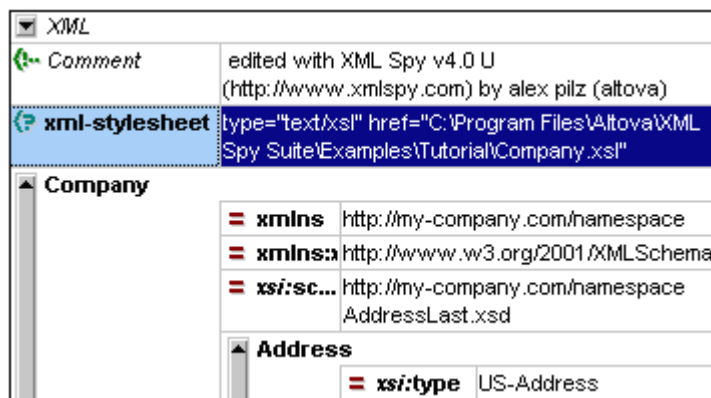 XML
Comment edited with XML Spy v4.0 U
(http://www.xmlspy.com) by alex pilz (altova)
xml-stylesheet type="text/xsl" href="C:\Program Files\Altova\XML
Spy Suite\Examples\Tutorial\Company.xsl"
Company
= xmlns http://my-company.com/namespace
= xmlns:x http://www.w3.org/2001/XMLSchema
= xsi:sc... http://my-company.com/namespace
AddressLast.xsd
Address
= xsi:type US-Address